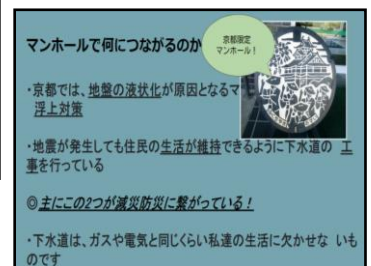 マンホールで何につながるのか
京都限定
マンホール！
・京都では、地盤の液状化が原因となるマ
浮上対策
・地震が発生しても住民の生活が維持できるように下水道の 工
事を行っている
◎主にこの2つが減災防災に繋がっている！
・下水道は、ガスや電気と同じくらい私達の生活に欠かせな いも
のです